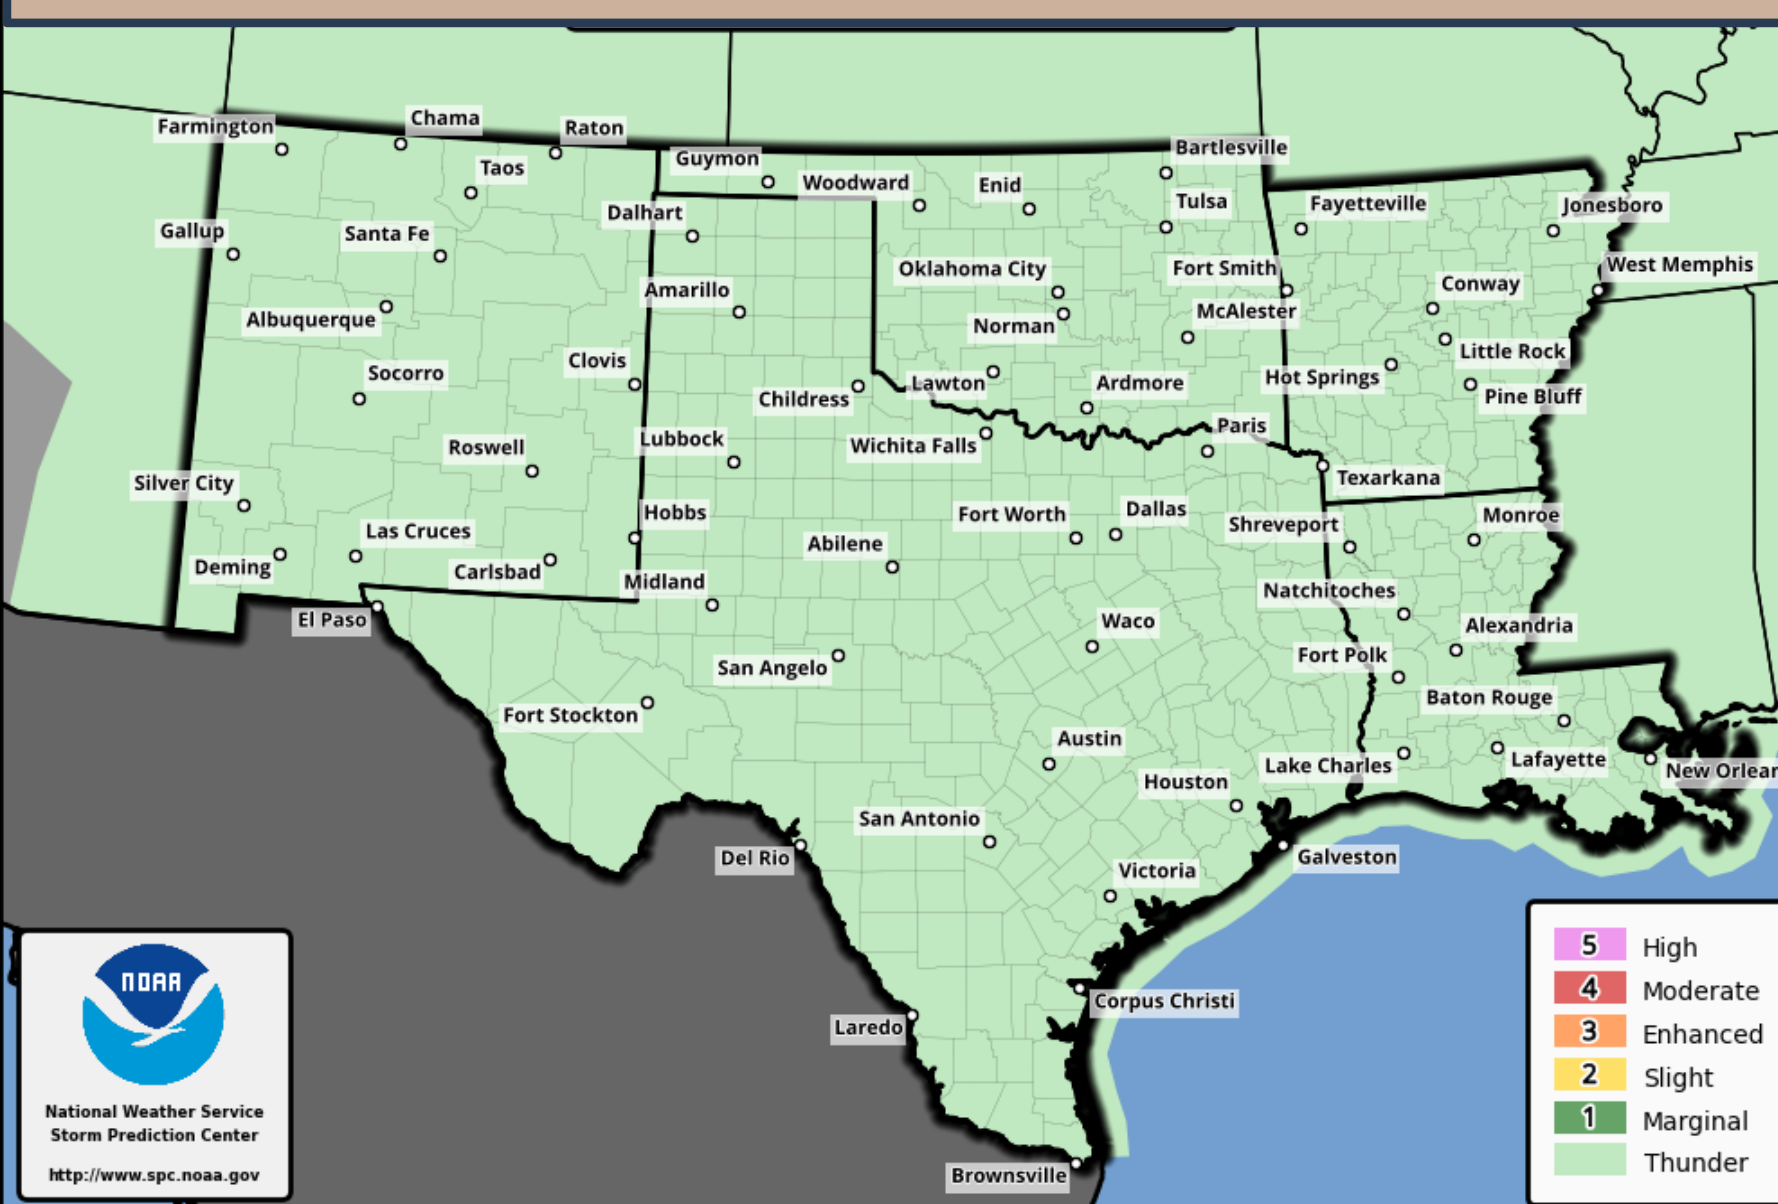 Farmington
Chama
Raton
Taos
Guymon
Woodward
Enid
Bartlesville
Tulsa
Fayetteville
Jonesboro
Gallup
Santa Fe
Dalhart
Oklahoma City
Fort Smith
Conway
West Memphis
Albuquerque
Amarillo
Norman
McAlester
Little Rock
Socorro
Clovis
Childress
Lawton
Ardmore
Hot Springs
Pine Bluff
Roswell
Lubbock
Wichita Falls
Paris
Texarkana
Silver City
Hobbs
Fort Worth
Dallas
Shreveport
Monroe
Las Cruces
Deming
Carlsbad
Midland
Abilene
Natchitoches
El Paso
Waco
Alexandria
San Angelo
Fort Polk
Fort Stockton
Baton Rouge
Austin
Houston
Lake Charles
Lafayette
New Orlean
San Antonio
Del Rio
Victoria
Galveston
Corpus Christi
Laredo
Brownsville
NOAA
National Weather Service
Storm Prediction Center
http://www.spc.noaa.gov
5 High
4 Moderate
3 Enhanced
2 Slight
1 Marginal
Thunder